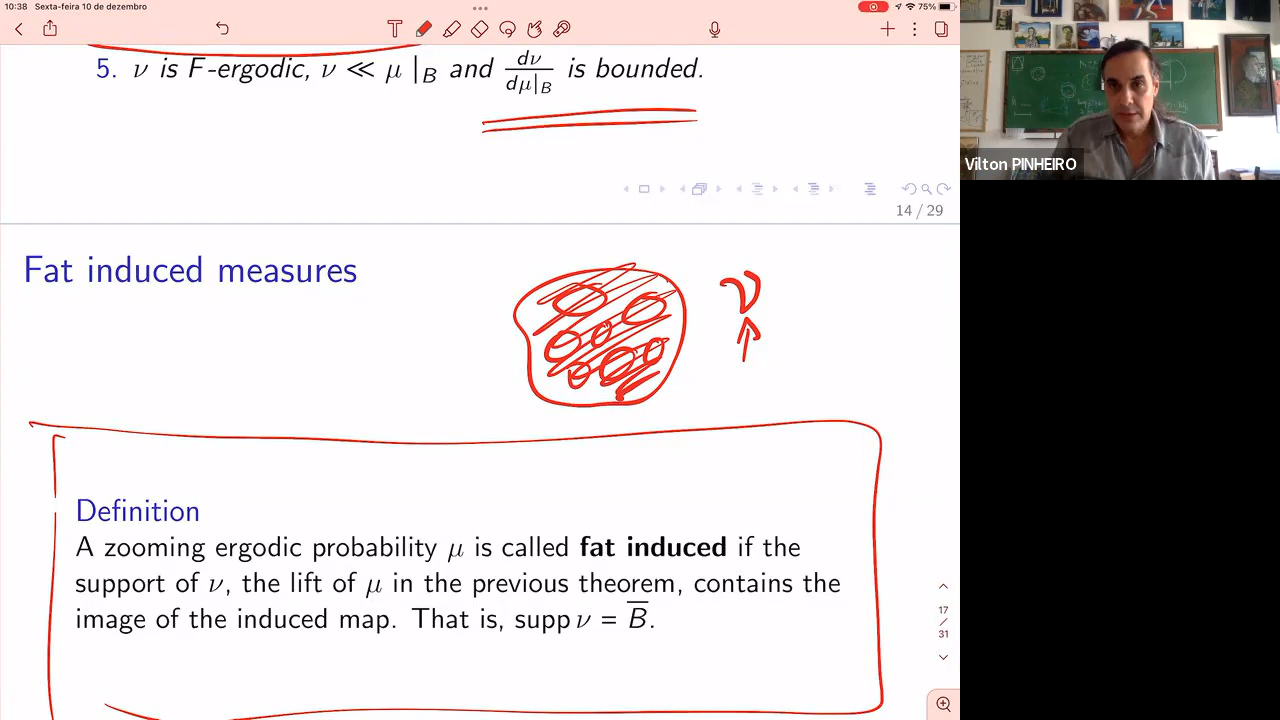 10:38 Sexta-feira 10 de dezembro
75%
5. ν is F-ergodic, ν ≪ μ |_B and dν/dμ|_B is bounded.
14 / 29
Fat induced measures
ν
Definition
A zooming ergodic probability μ is called fat induced if the
support of ν, the lift of μ in the previous theorem, contains the
image of the induced map. That is, supp ν = B̅.
17
/
31
Vilton PINHEIRO